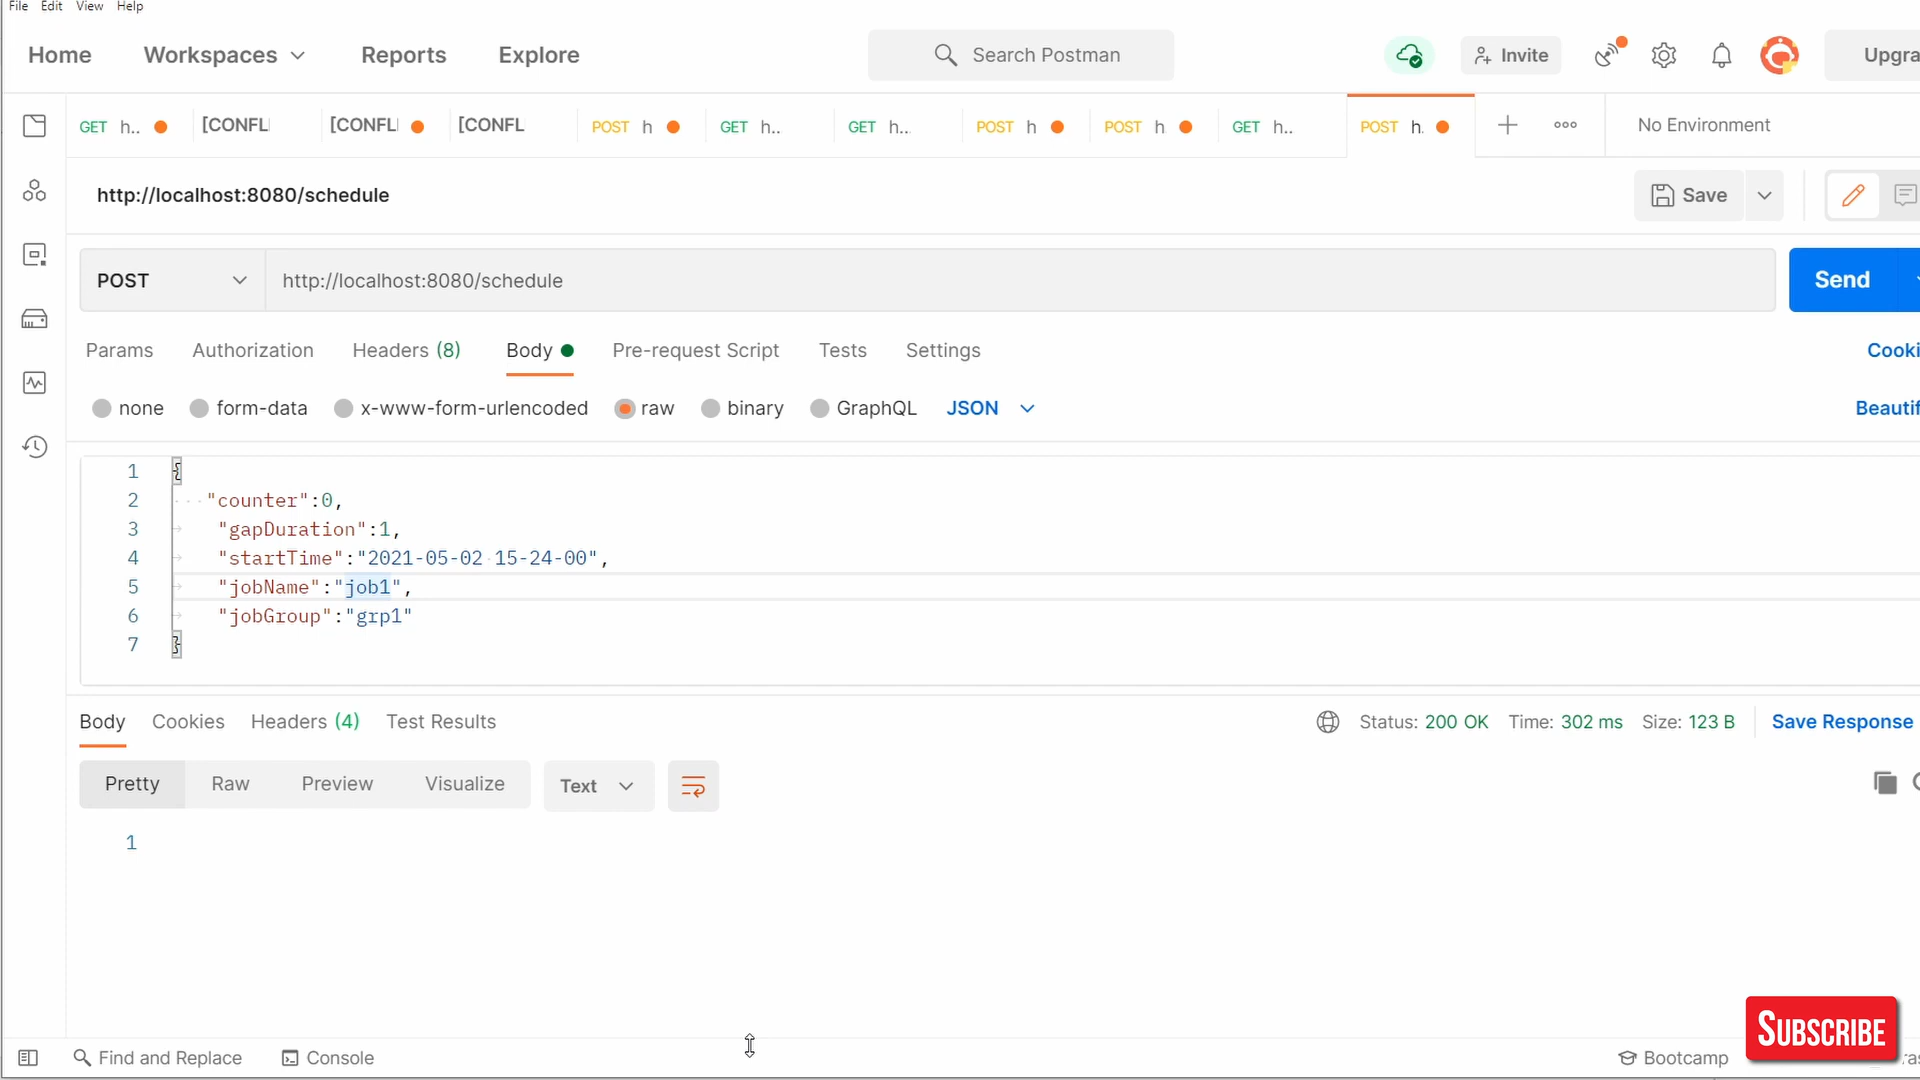 File Edit View Help
Home Workspaces Reports Explore Search Postman Invite Upgra
GET h.. [CONFLI [CONFLI [CONFL POST h GET h.. GET h... POST h POST h GET h.. POST h. No Environment
http://localhost:8080/schedule Save
POST http://localhost:8080/schedule Send
Params Authorization Headers (8) Body Pre-request Script Tests Settings Cooki
none form-data x-www-form-urlencoded raw binary GraphQL JSON Beautif
1 {
2 "counter":0,
3 "gapDuration":1,
4 "startTime":"2021-05-02 15-24-00",
5 "jobName":"job1",
6 "jobGroup":"grp1"
7 }
Body Cookies Headers (4) Test Results Status: 200 OK Time: 302 ms Size: 123 B Save Response
Pretty Raw Preview Visualize Text
1
SUBSCRIBE
Find and Replace Console Bootcamp